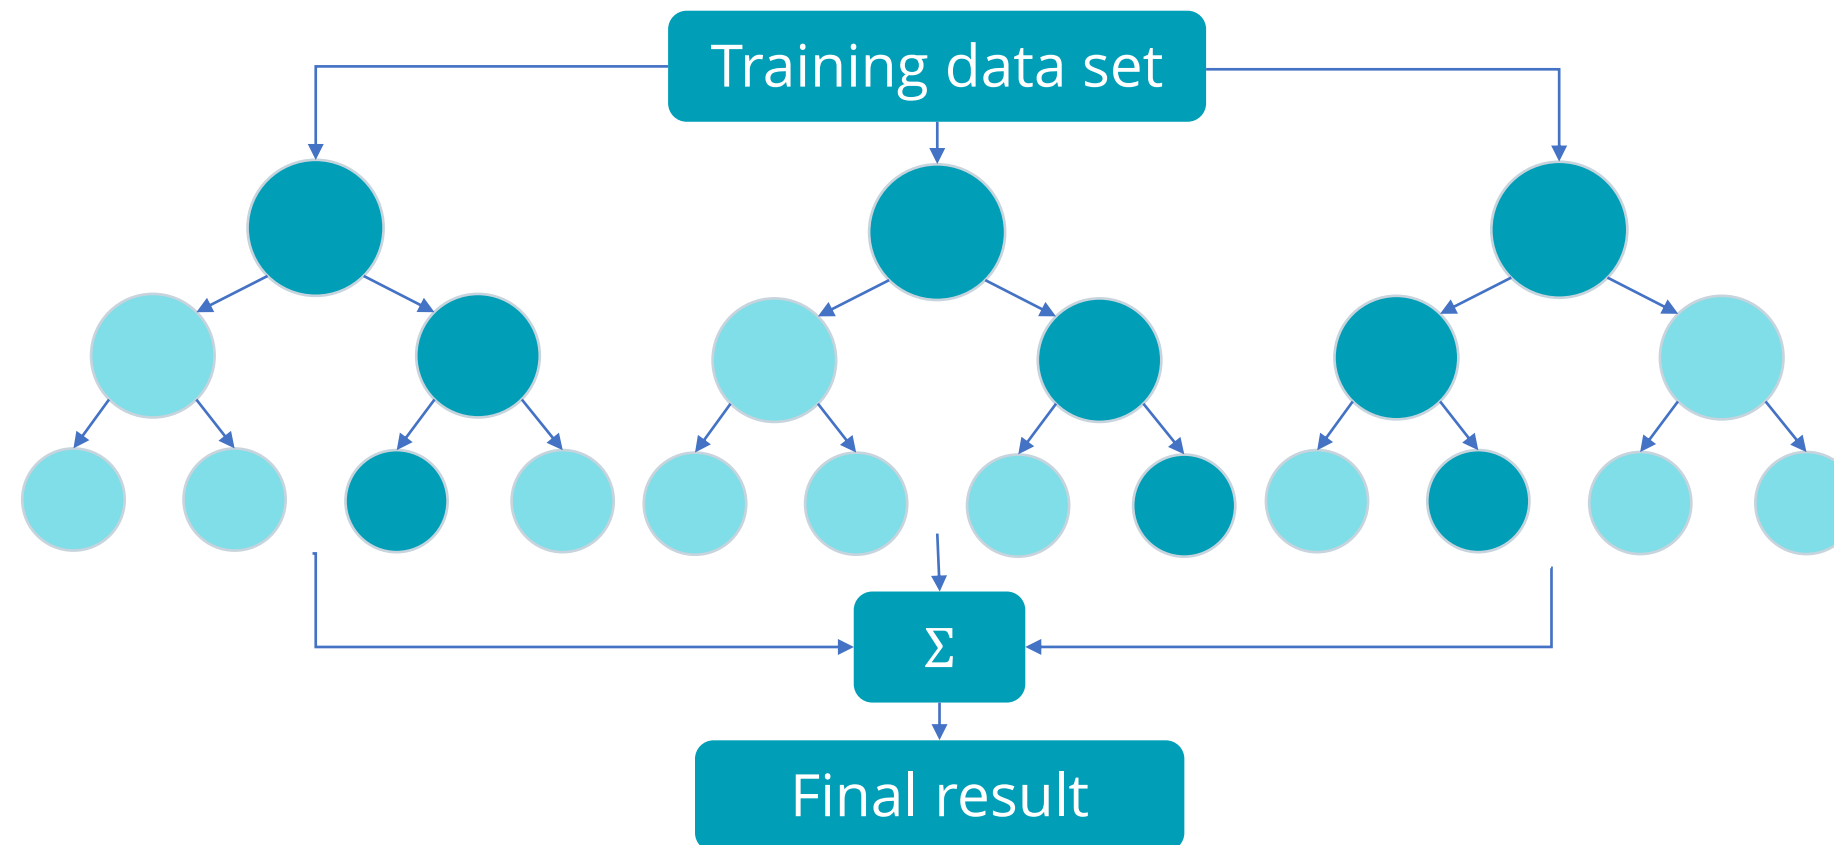 Training data set
Σ
Final result